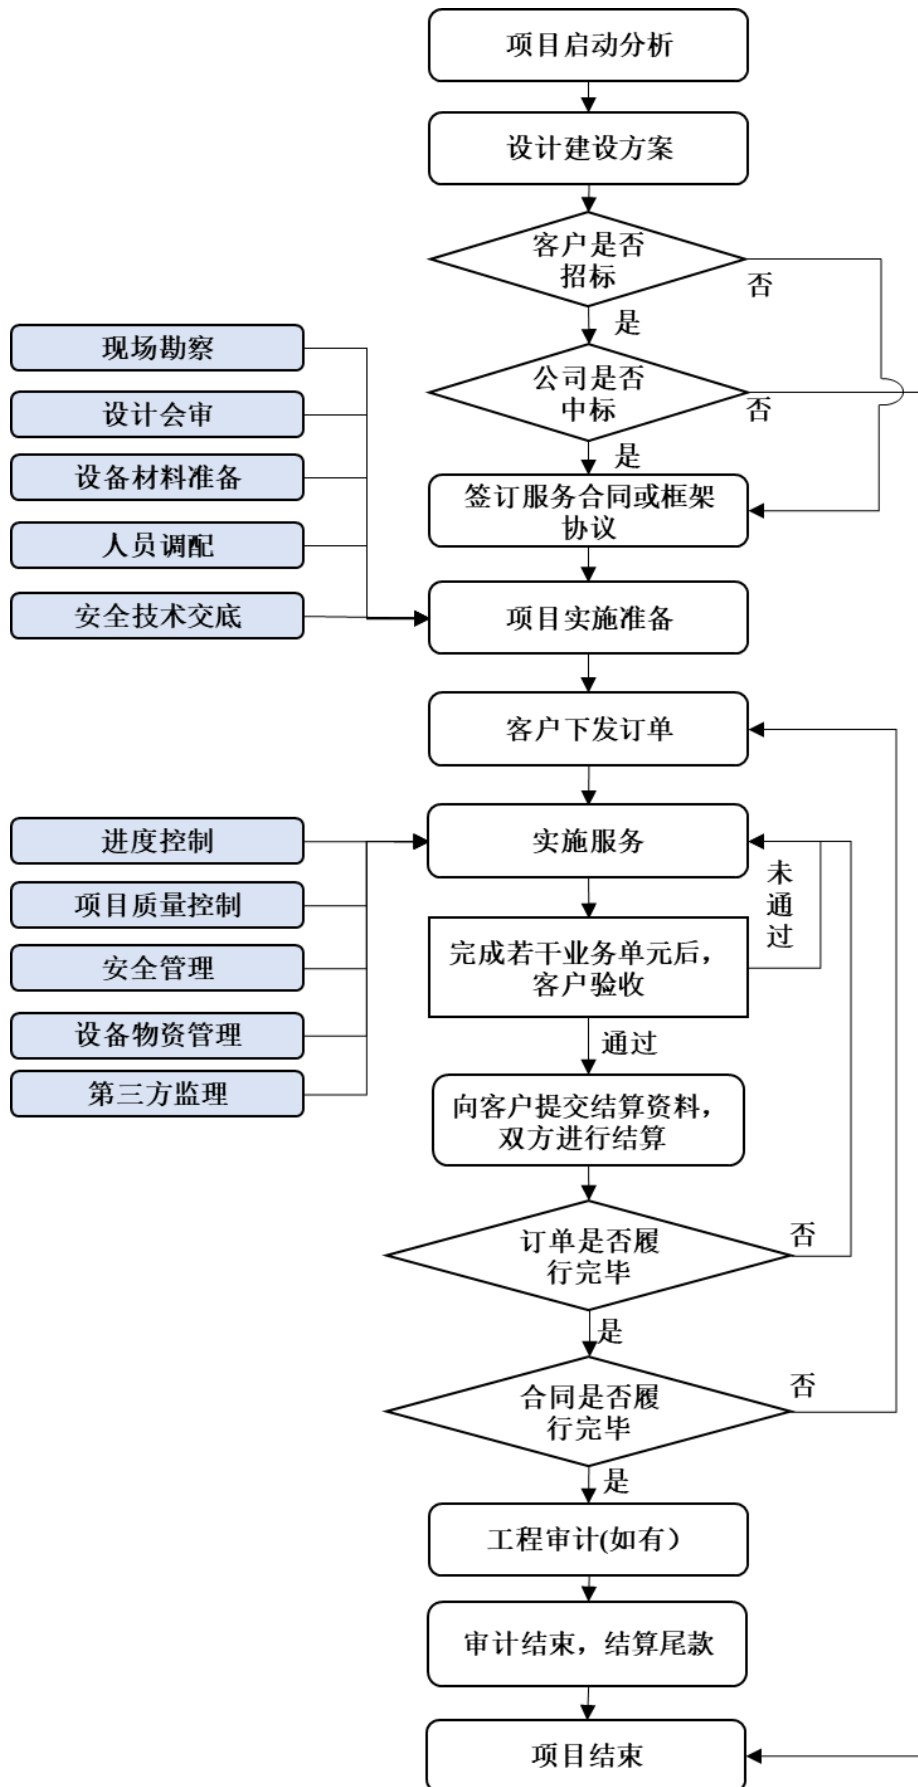 项目启动分析
设计建设方案
客户是否
招标
否
是
现场勘察
公司是否
中标
否
设计会审
是
设备材料准备
签订服务合同或框架
协议
人员调配
安全技术交底
项目实施准备
客户下发订单
进度控制
实施服务
未
通
过
项目质量控制
完成若干业务单元后，
客户验收
安全管理
设备物资管理
通过
第三方监理
向客户提交结算资料，
双方进行结算
订单是否履
行完毕
否
是
合同是否履
行完毕
否
是
工程审计(如有）
审计结束，结算尾款
项目结束